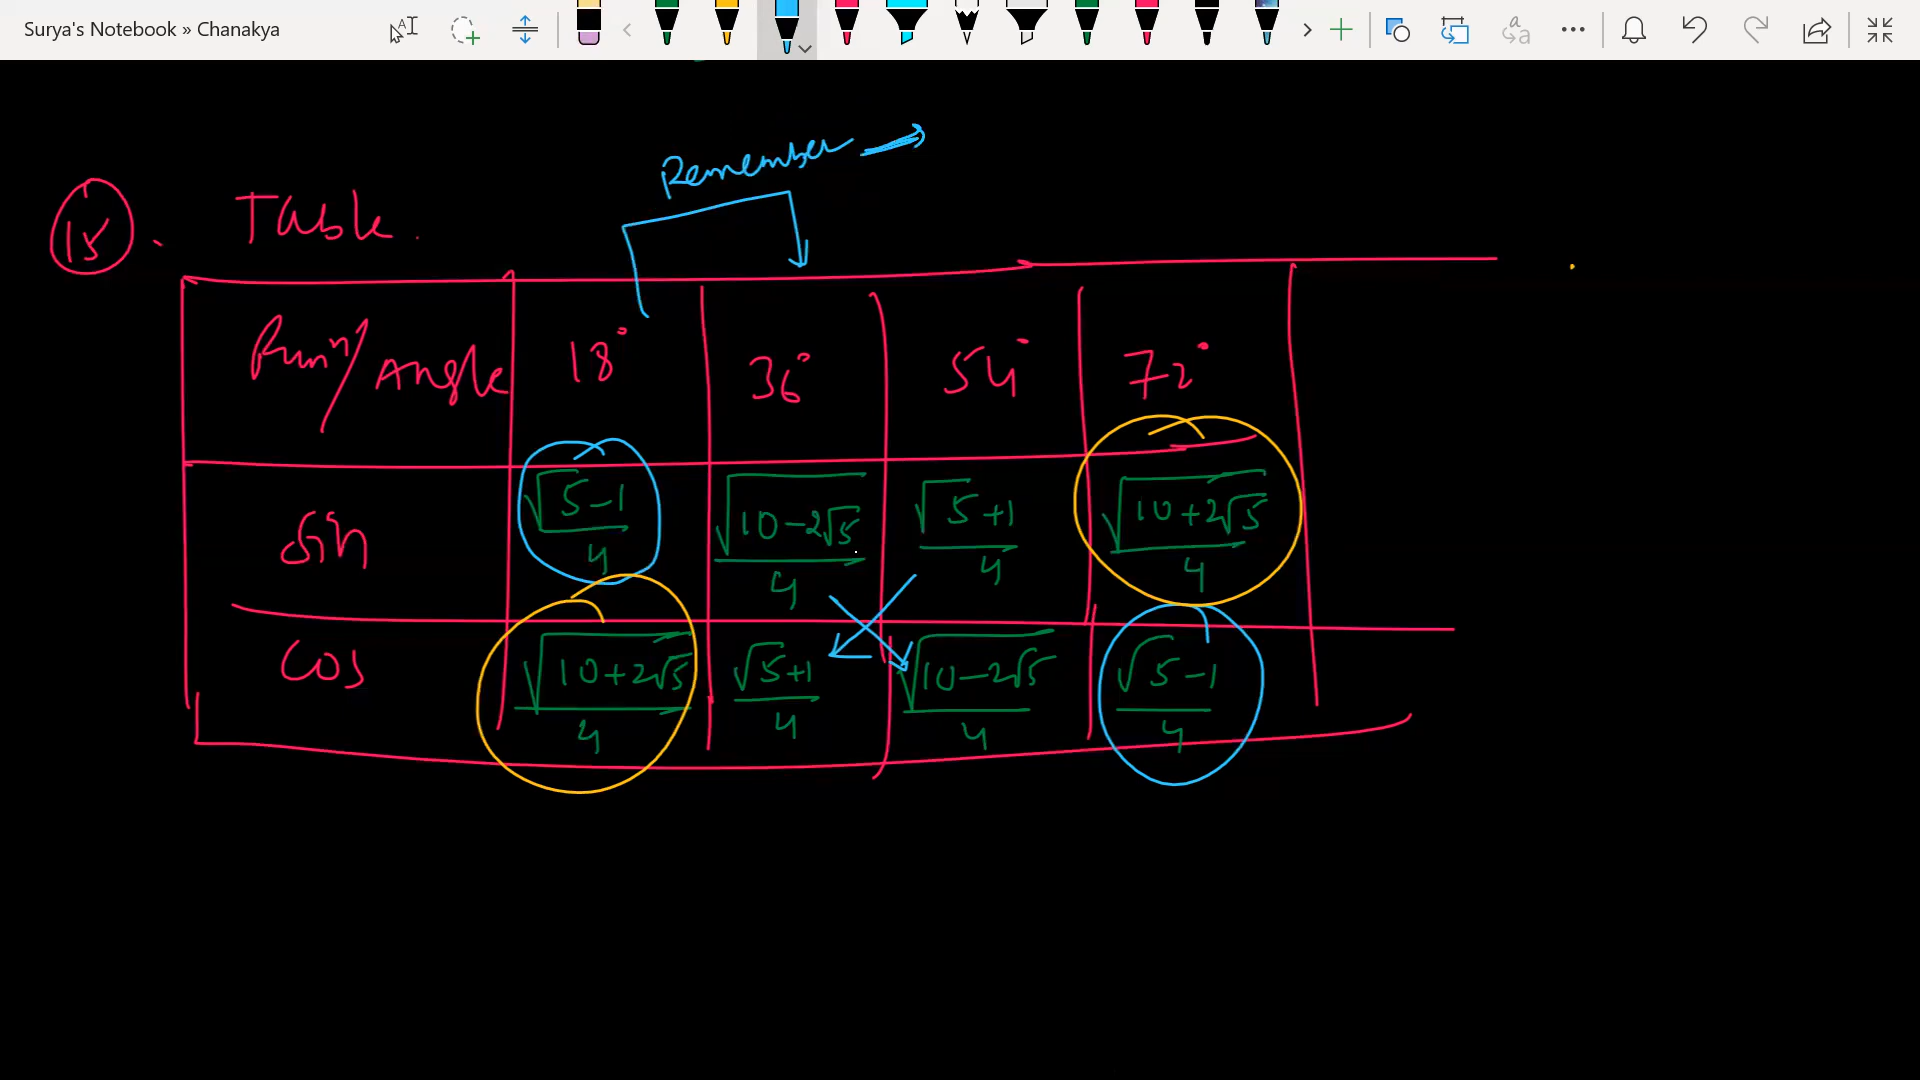 Surya's Notebook » Chanakya
Remember →
15. Table.
Funⁿ/Angle 18° 36° 54° 72°
sin (√5-1)/4 √(10-2√5)/4 (√5+1)/4 √(10+2√5)/4
cos √(10+2√5)/4 (√5+1)/4 √(10-2√5)/4 (√5-1)/4